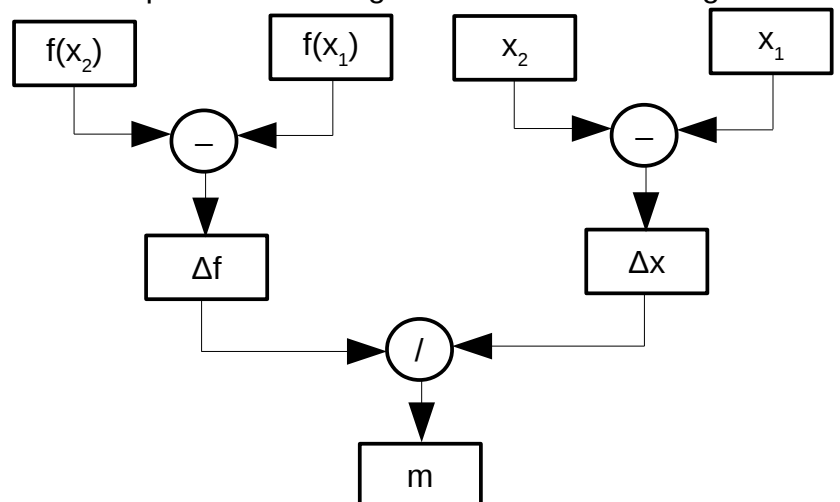 f(x₂)
f(x₁)
x₂
x₁
–
–
Δf
Δx
/
m